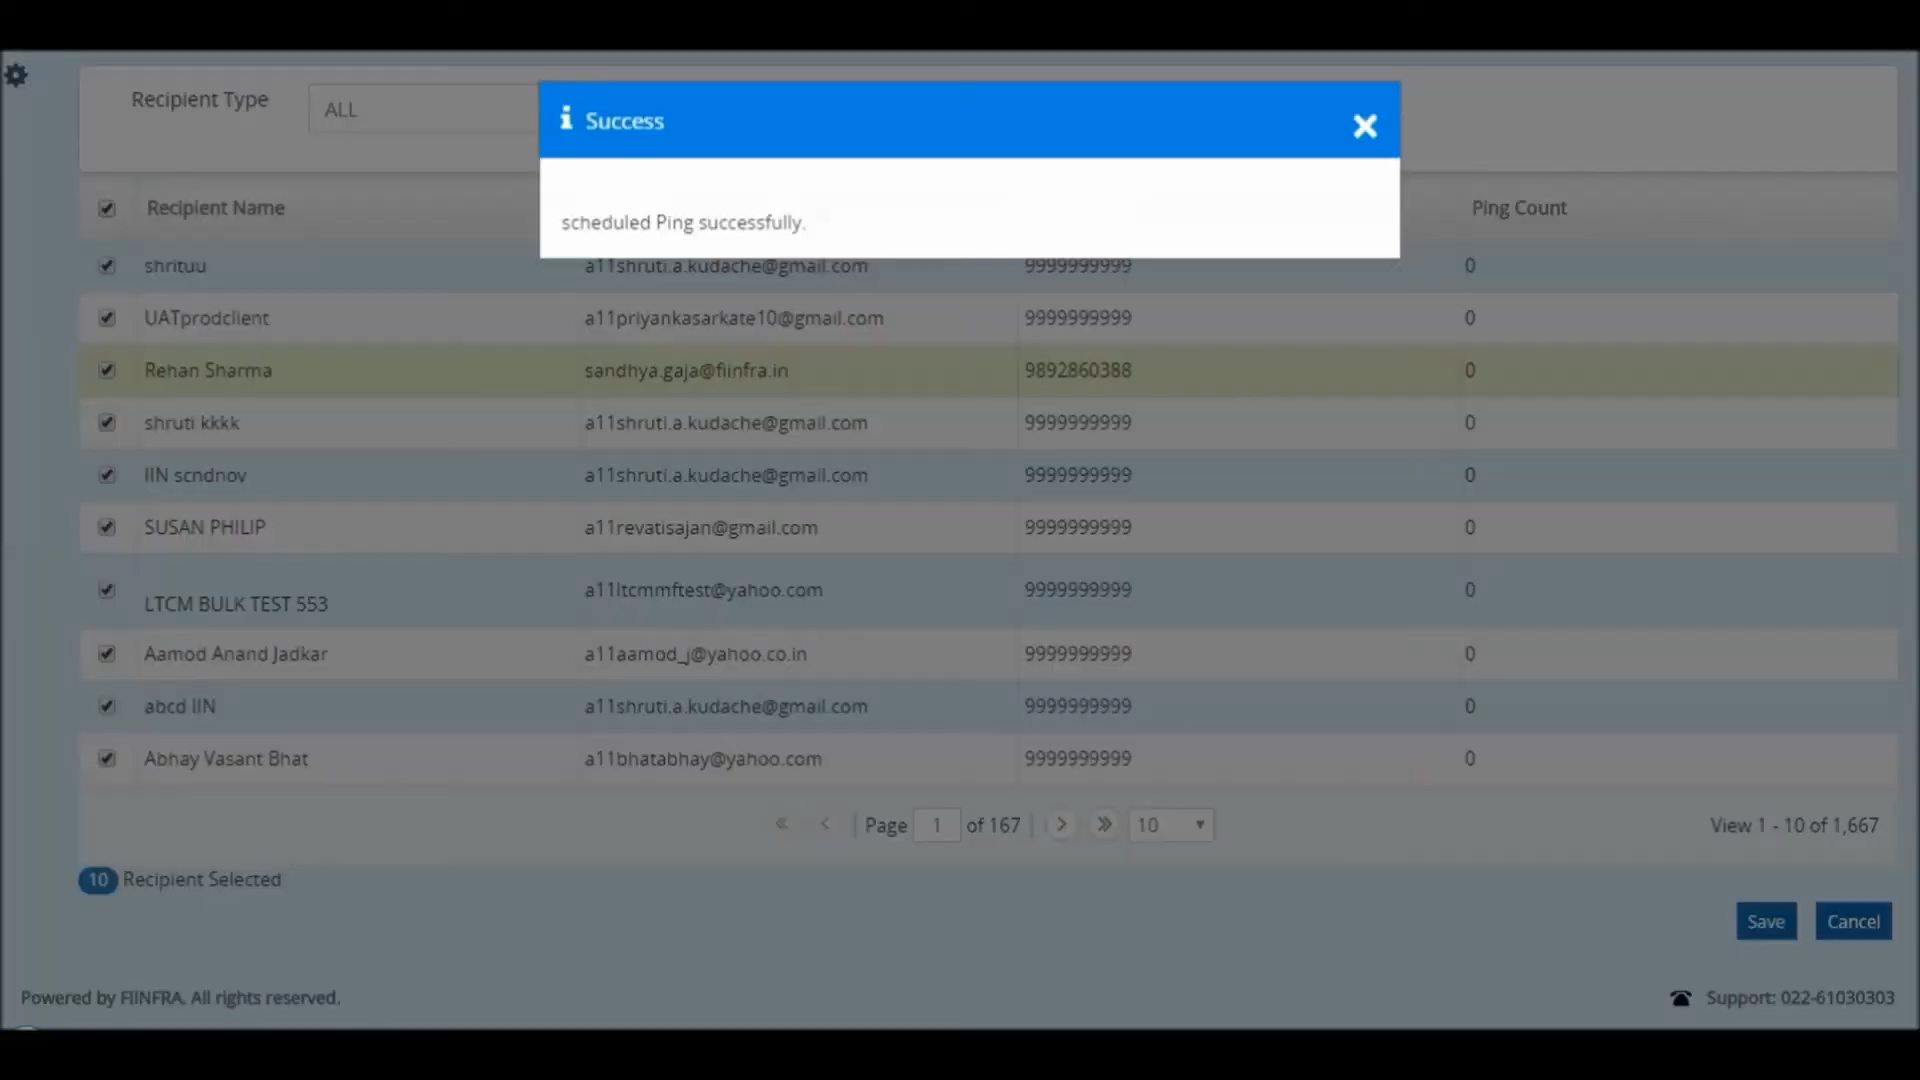 Recipient Type ALL
Success
scheduled Ping successfully.
Recipient Name Ping Count
shrituu a11shruti.a.kudache@gmail.com 9999999999 0
UATprodclient a11priyankasarkate10@gmail.com 9999999999 0
Rehan Sharma sandhya.gaja@fiinfra.in 9892860388 0
shruti kkkk a11shruti.a.kudache@gmail.com 9999999999 0
IIN scndnov a11shruti.a.kudache@gmail.com 9999999999 0
SUSAN PHILIP a11revatisajan@gmail.com 9999999999 0
LTCM BULK TEST 553 a11ltcmmftest@yahoo.com 9999999999 0
Aamod Anand Jadkar a11aamod_j@yahoo.co.in 9999999999 0
abcd IIN a11shruti.a.kudache@gmail.com 9999999999 0
Abhay Vasant Bhat a11bhatabhay@yahoo.com 9999999999 0
Page 1 of 167 10 View 1 - 10 of 1,667
10 Recipient Selected
Save Cancel
Powered by FIINFRA. All rights reserved. Support: 022-61030303